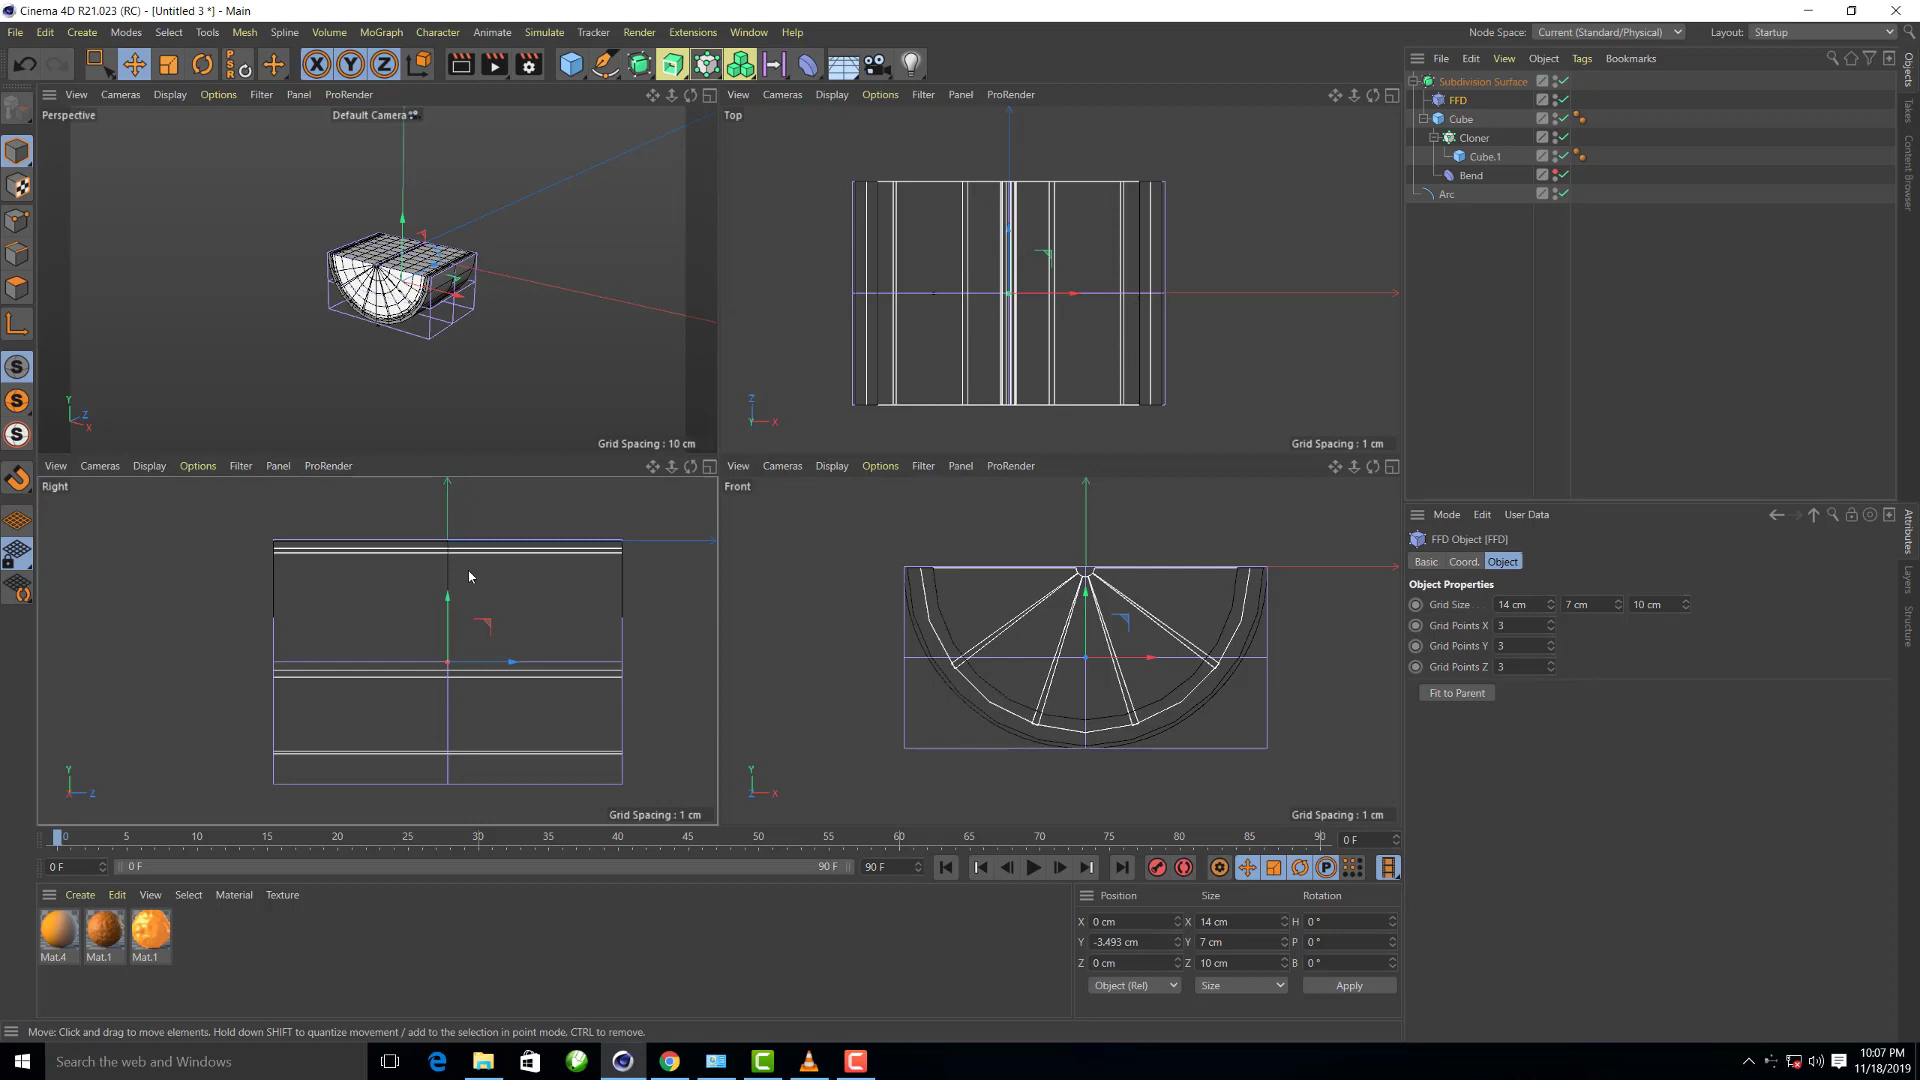 Cinema 4D R21.023 (RC) - [Untitled 3 *] - Main
File Edit Create Modes Select Tools Mesh Spline Volume MoGraph Character Animate Simulate Tracker Render Extensions Window Help
Node Space: Current (Standard/Physical) Layout: Startup
View Cameras Display Options Filter Panel ProRender
Perspective
Default Camera
Grid Spacing : 10 cm
View Cameras Display Options Filter Panel ProRender
Top
Grid Spacing : 1 cm
View Cameras Display Options Filter Panel ProRender
Right
Grid Spacing : 1 cm
View Cameras Display Options Filter Panel ProRender
Front
Grid Spacing : 1 cm
File Edit View Object Tags Bookmarks
Subdivision Surface
FFD
Cube
Cloner
Cube.1
Bend
Arc
Objects
Takes
Content Browser
Mode Edit User Data
FFD Object [FFD]
Basic Coord. Object
Object Properties
Grid Size 14 cm 7 cm 10 cm
Grid Points X 3
Grid Points Y 3
Grid Points Z 3
Fit to Parent
Attributes
Layers
Structure
0 5 10 15 20 25 30 35 40 45 50 55 60 65 70 75 80 85 90 0 F
0 F 0 F 90 F 90 F
Create Edit View Select Material Texture
Mat.4 Mat.1 Mat.1
Position Size Rotation
X 0 cm X 14 cm H 0 °
Y -3.493 cm Y 7 cm P 0 °
Z 0 cm Z 10 cm B 0 °
Object (Rel) Size Apply
Move: Click and drag to move elements. Hold down SHIFT to quantize movement / add to the selection in point mode, CTRL to remove.
Search the web and Windows
10:07 PM
11/18/2019